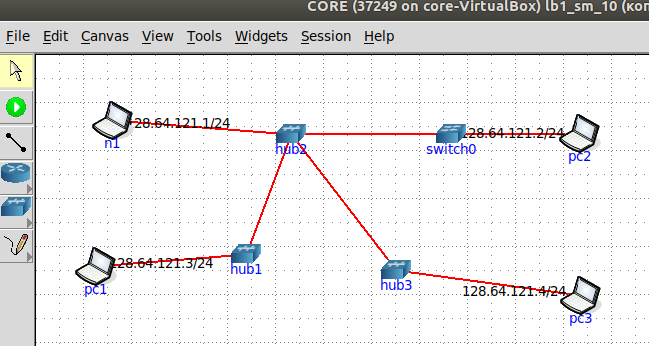 CORE (37249 on core-VirtualBox) lb1_sm_10 (ко
File Edit Canvas View Tools Widgets Session Help
28.64.121.1/24
n1
hub2
128.64.121.2/24
switch0
pc2
128.64.121.3/24
pc1
hub1
hub3
128.64.121.4/24
pc3